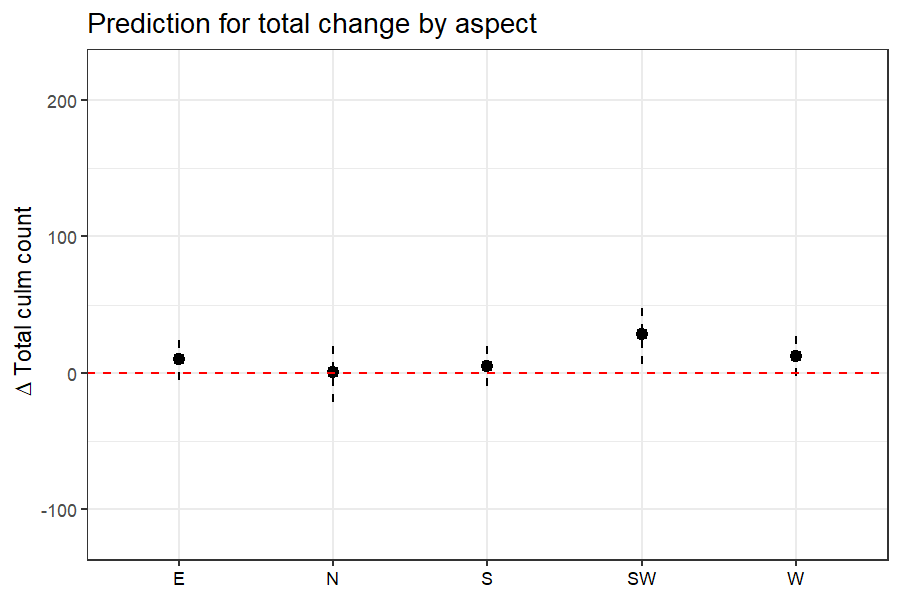 Prediction for total change by aspect
Δ Total culm count
200
100
0
-100
E N S SW W